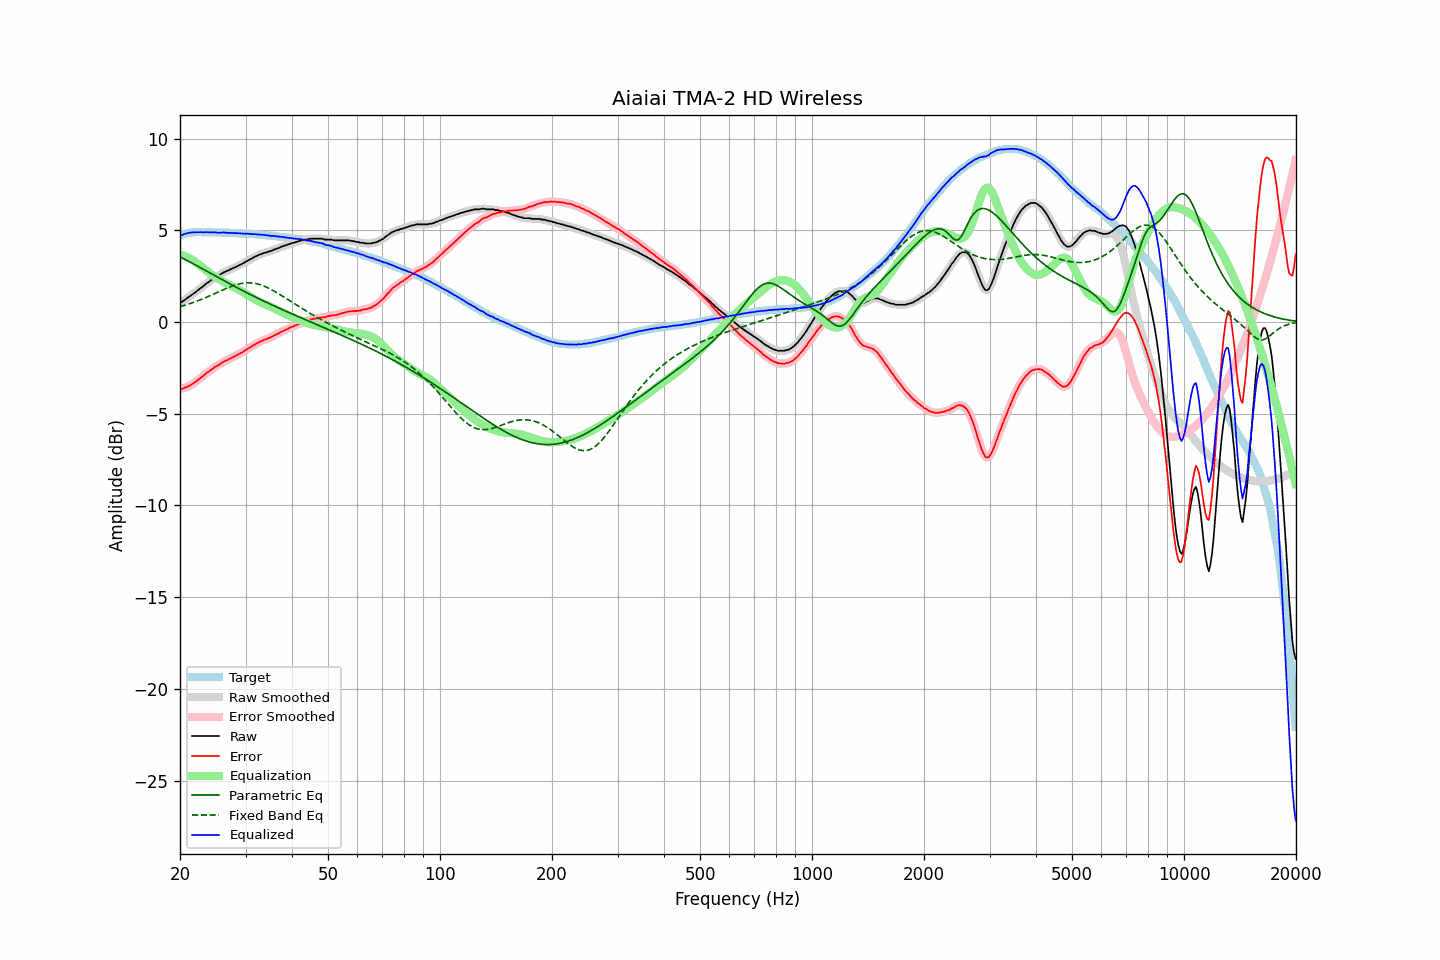 Aiaiai TMA-2 HD Wireless
Amplitude (dBr)
10
5
0
−5
−10
−15
−20
−25
Target
Raw Smoothed
Error Smoothed
Raw
Error
Equalization
Parametric Eq
Fixed Band Eq
Equalized
20 50 100 200 500 1000 2000 5000 10000 20000
Frequency (Hz)